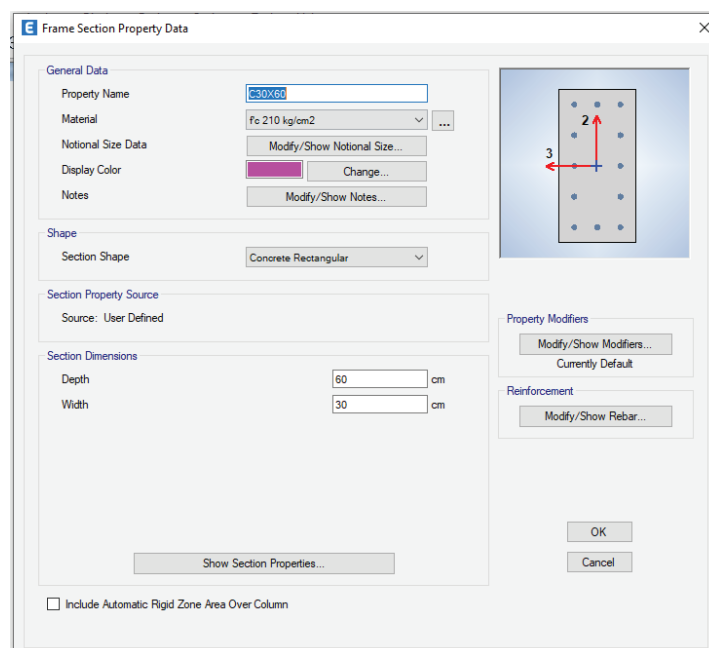 E Frame Section Property Data
General Data
Property Name C30X60
Material f'c 210 kg/cm2 ...
Notional Size Data Modify/Show Notional Size...
Display Color Change...
Notes Modify/Show Notes...
2
3
Shape
Section Shape Concrete Rectangular
Section Property Source
Source: User Defined
Property Modifiers
Modify/Show Modifiers...
Currently Default
Section Dimensions
Depth 60 cm
Width 30 cm
Reinforcement
Modify/Show Rebar...
OK
Show Section Properties...
Cancel
Include Automatic Rigid Zone Area Over Column